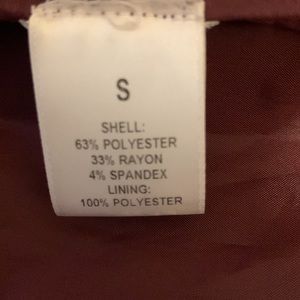 S
SHELL:
63% POLYESTER
33% RAYON
4% SPANDEX
LINING:
100% POLYESTER